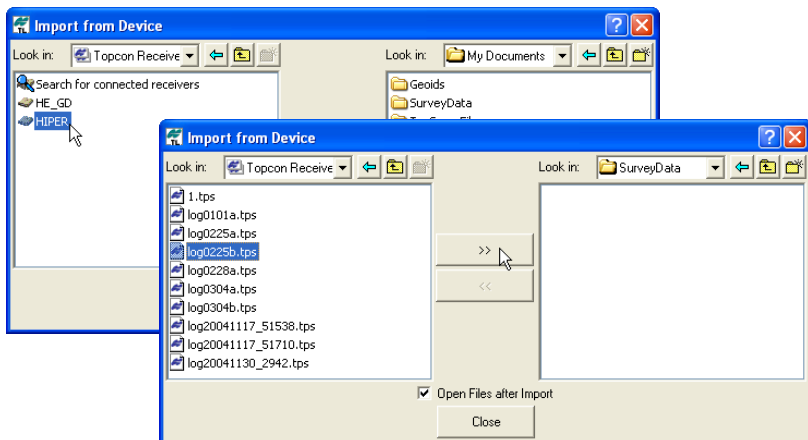 Import from Device
Look in: Topcon Receive
Look in: My Documents
Search for connected receivers
HE_GD
HIPER
Geoids
SurveyData
Import from Device
Look in: Topcon Receive
Look in: SurveyData
1.tps
log0101a.tps
log0225a.tps
log0225b.tps
log0228a.tps
log0304a.tps
log0304b.tps
log20041117_51538.tps
log20041117_51710.tps
log20041130_2942.tps
>>
<<
Open Files after Import
Close